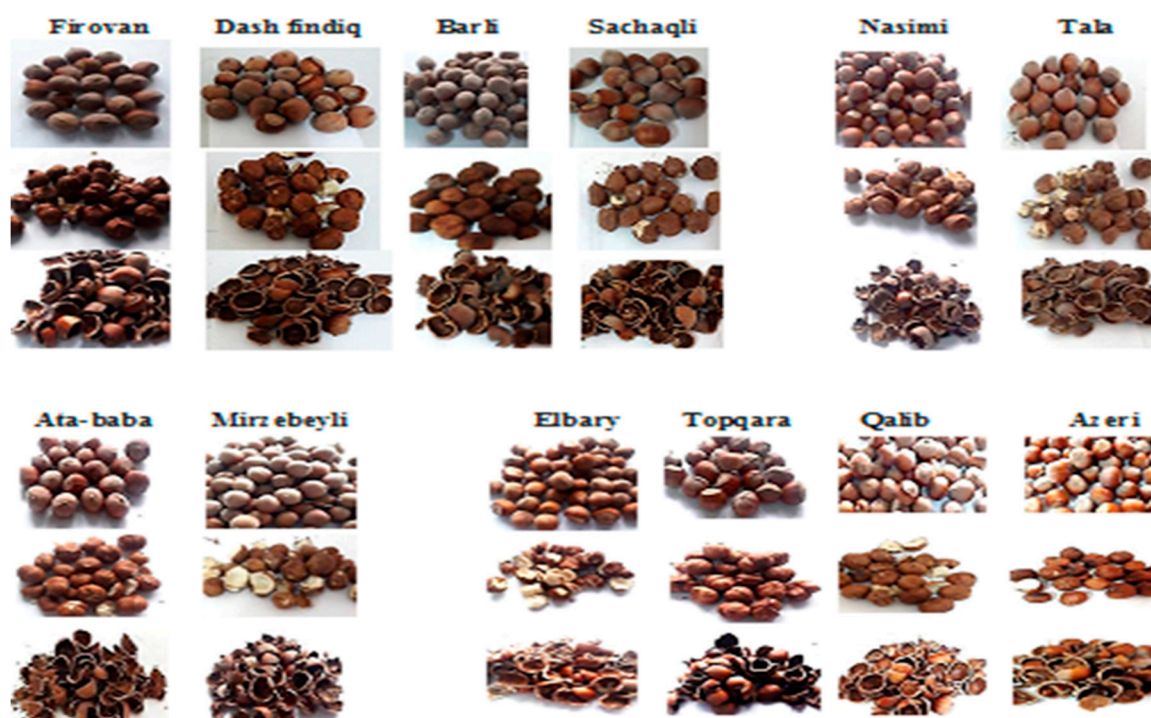 Firovan Dash findiq Barli Sachaqli Nasimi Tala
Ata-baba Mirzebeyli Elbary Topqara Qalib Azeri